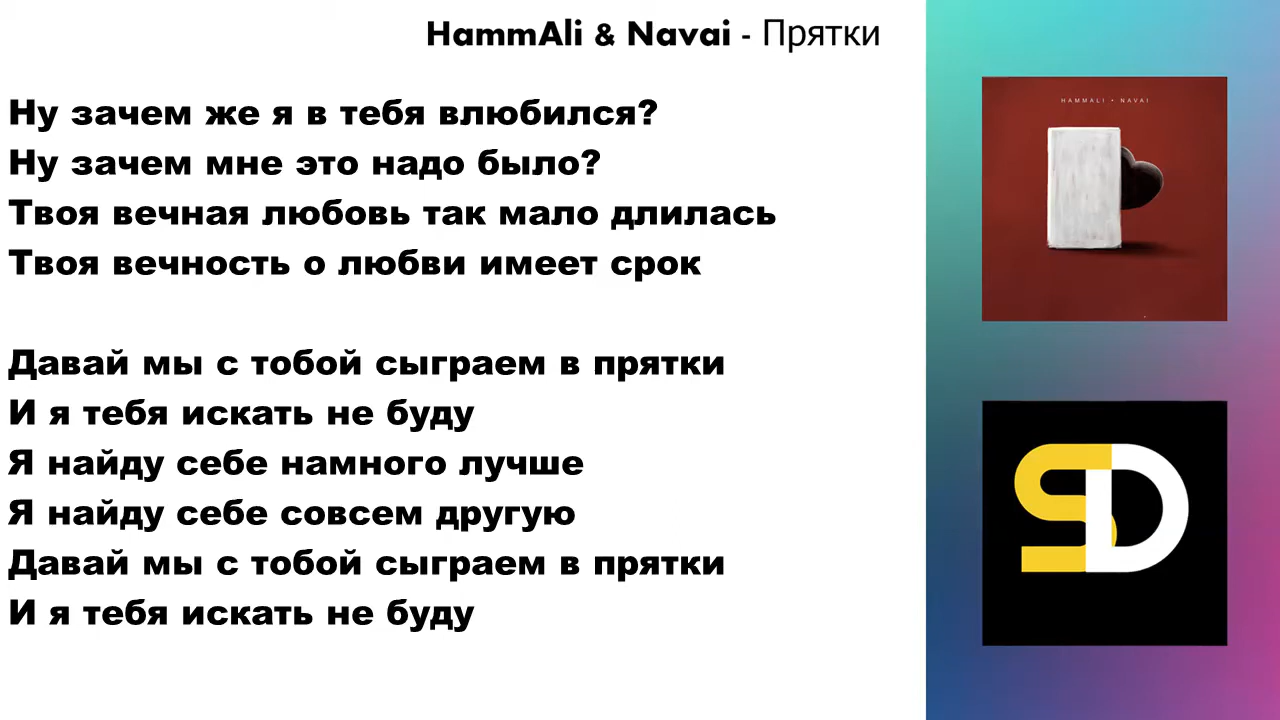 HammAli & Navai - Прятки
Ну зачем же я в тебя влюбился?
Ну зачем мне это надо было?
Твоя вечная любовь так мало длилась
Твоя вечность о любви имеет срок
Давай мы с тобой сыграем в прятки
И я тебя искать не буду
Я найду себе намного лучше
Я найду себе совсем другую
Давай мы с тобой сыграем в прятки
И я тебя искать не буду
HAMMALI • NAVAI
SD